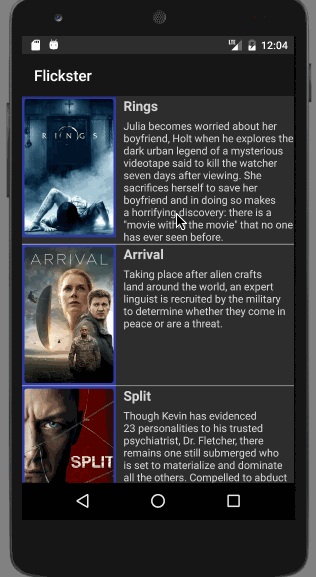 LTE 12:04
Flickster
RINGS
Rings
Julia becomes worried about her
boyfriend, Holt when he explores the
dark urban legend of a mysterious
videotape said to kill the watcher
seven days after viewing. She
sacrifices herself to save her
boyfriend and in doing so makes
a horrifying discovery: there is a
"movie within the movie" that no one
has ever seen before.
ARRIVAL
Arrival
Taking place after alien crafts
land around the world, an expert
linguist is recruited by the military
to determine whether they come in
peace or are a threat.
SPLIT
Split
Though Kevin has evidenced
23 personalities to his trusted
psychiatrist, Dr. Fletcher, there
remains one still submerged who
is set to materialize and dominate
all the others. Compelled to abduct